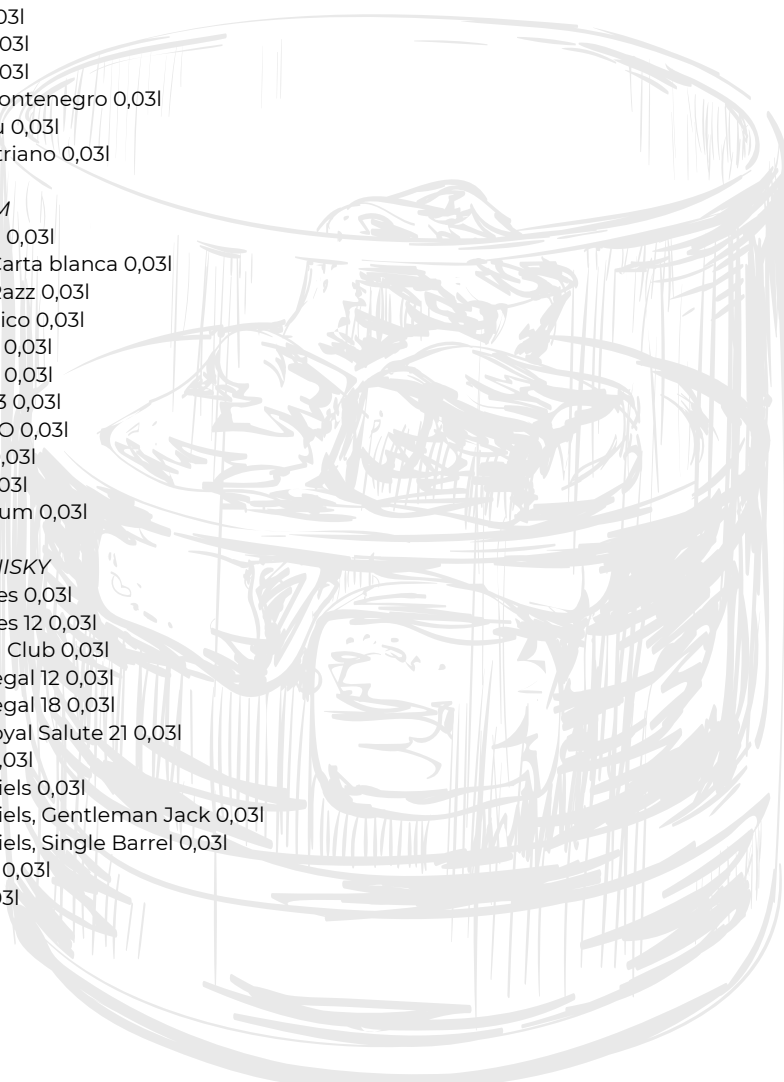 03l
03l
03l
ontenegro 0,03l
u 0,03l
triano 0,03l
M
0,03l
Carta blanca 0,03l
Razz 0,03l
ico 0,03l
0,03l
0,03l
3 0,03l
O 0,03l
,03l
03l
um 0,03l
HISKY
es 0,03l
es 12 0,03l
Club 0,03l
egal 12 0,03l
egal 18 0,03l
oyal Salute 21 0,03l
,03l
iels 0,03l
iels, Gentleman Jack 0,03l
iels, Single Barrel 0,03l
0,03l
03l